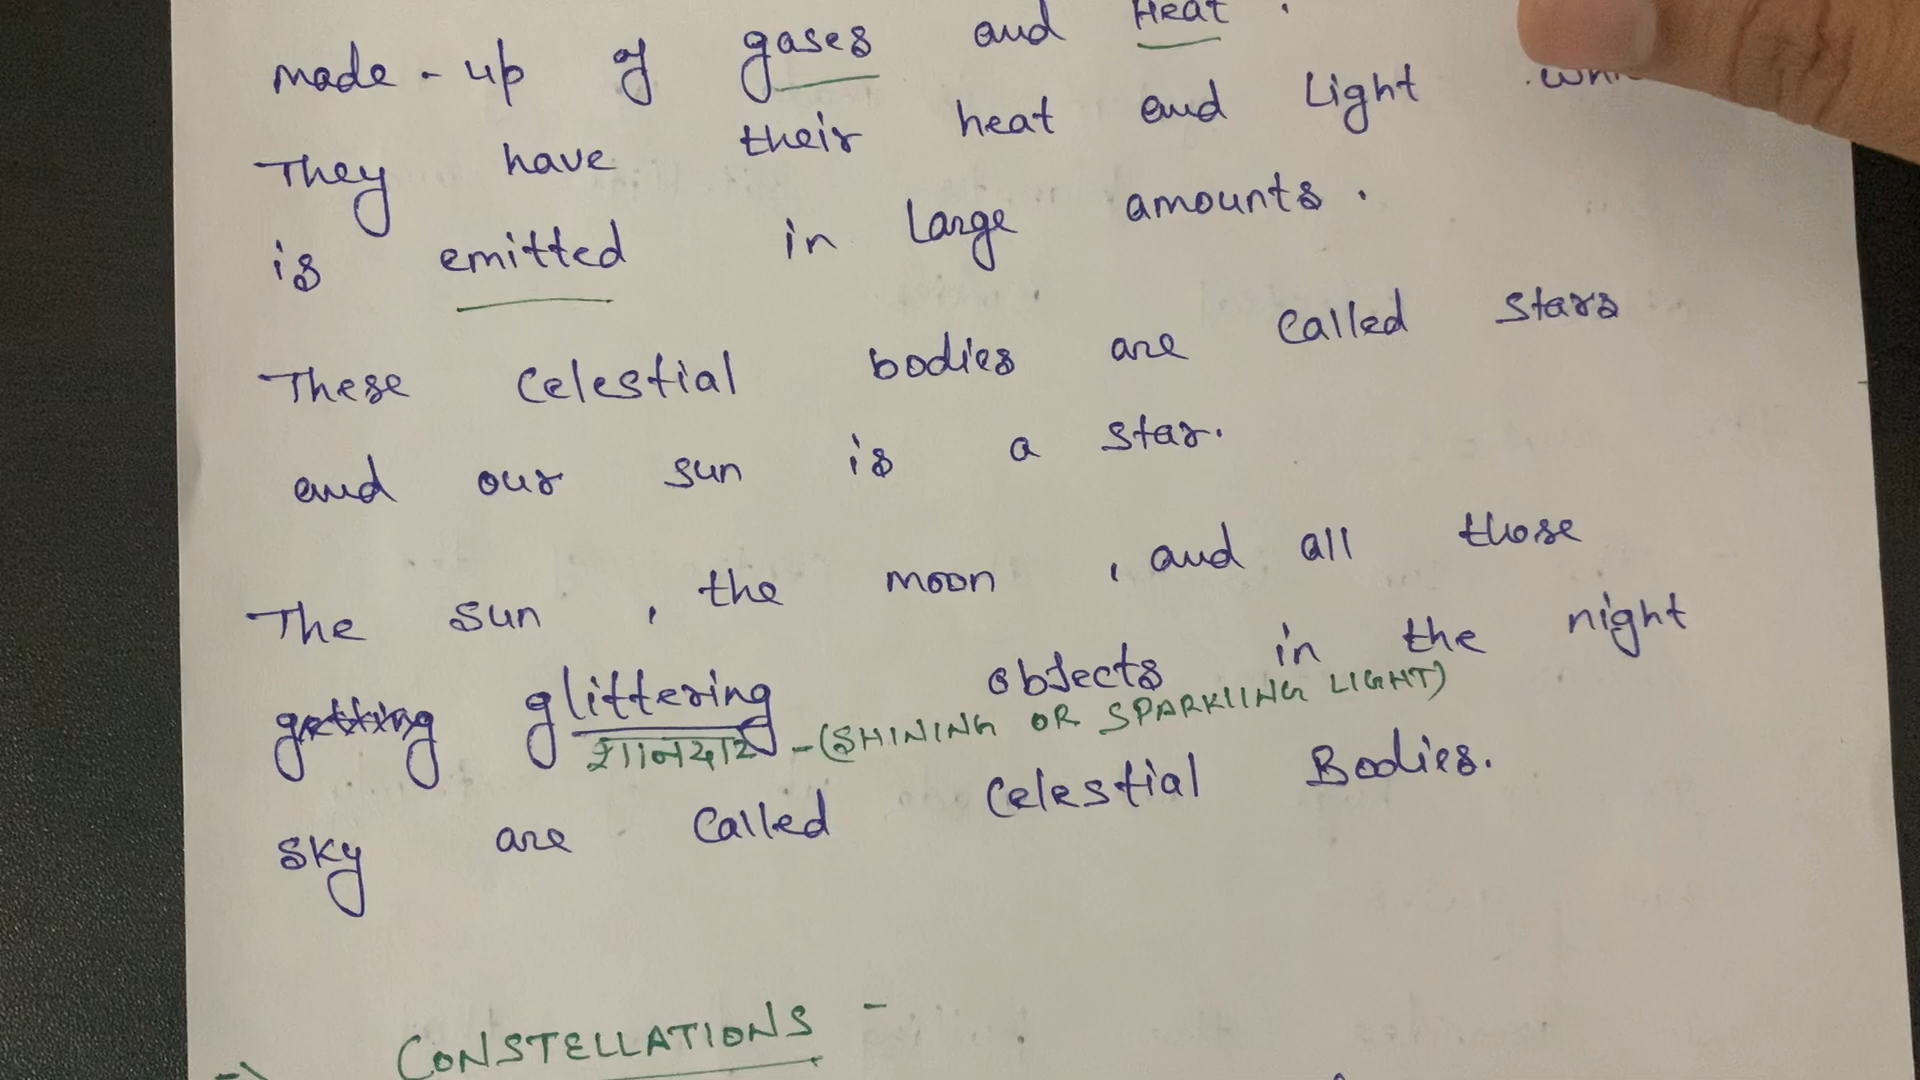 made - up of gases and Heat .
They have their heat and Light
is emitted in large amounts .
These Celestial bodies are Called Stars
and our sun is a star.
The sun , the moon , and all those
glittering objects in the night
शानदार - (SHINING OR SPARKLING LIGHT)
sky are Called Celestial Bodies.
→ CONSTELLATIONS -